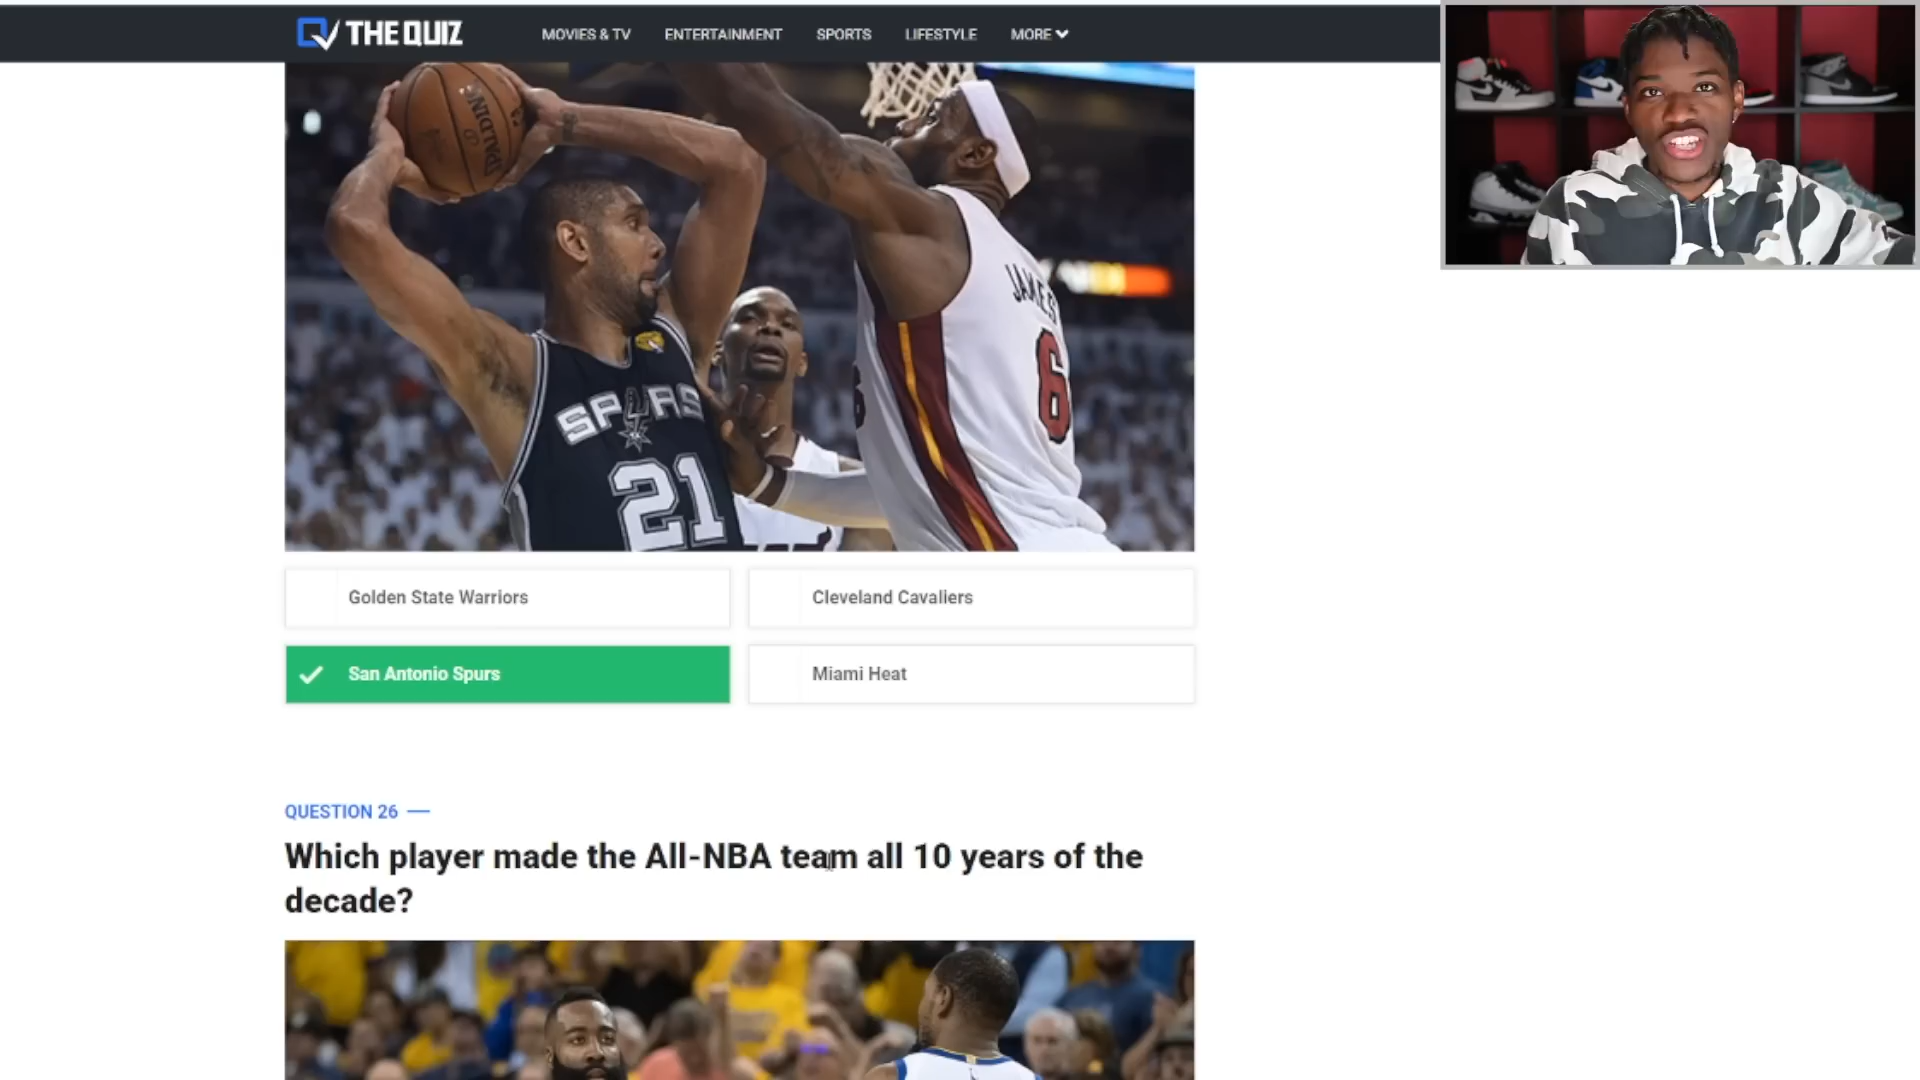 THE QUIZ
MOVIES & TV
ENTERTAINMENT
SPORTS
LIFESTYLE
MORE
SPALDING
JAMES
6
SPURS
21
Golden State Warriors
Cleveland Cavaliers
San Antonio Spurs
Miami Heat
QUESTION 26
Which player made the All-NBA team all 10 years of the
decade?